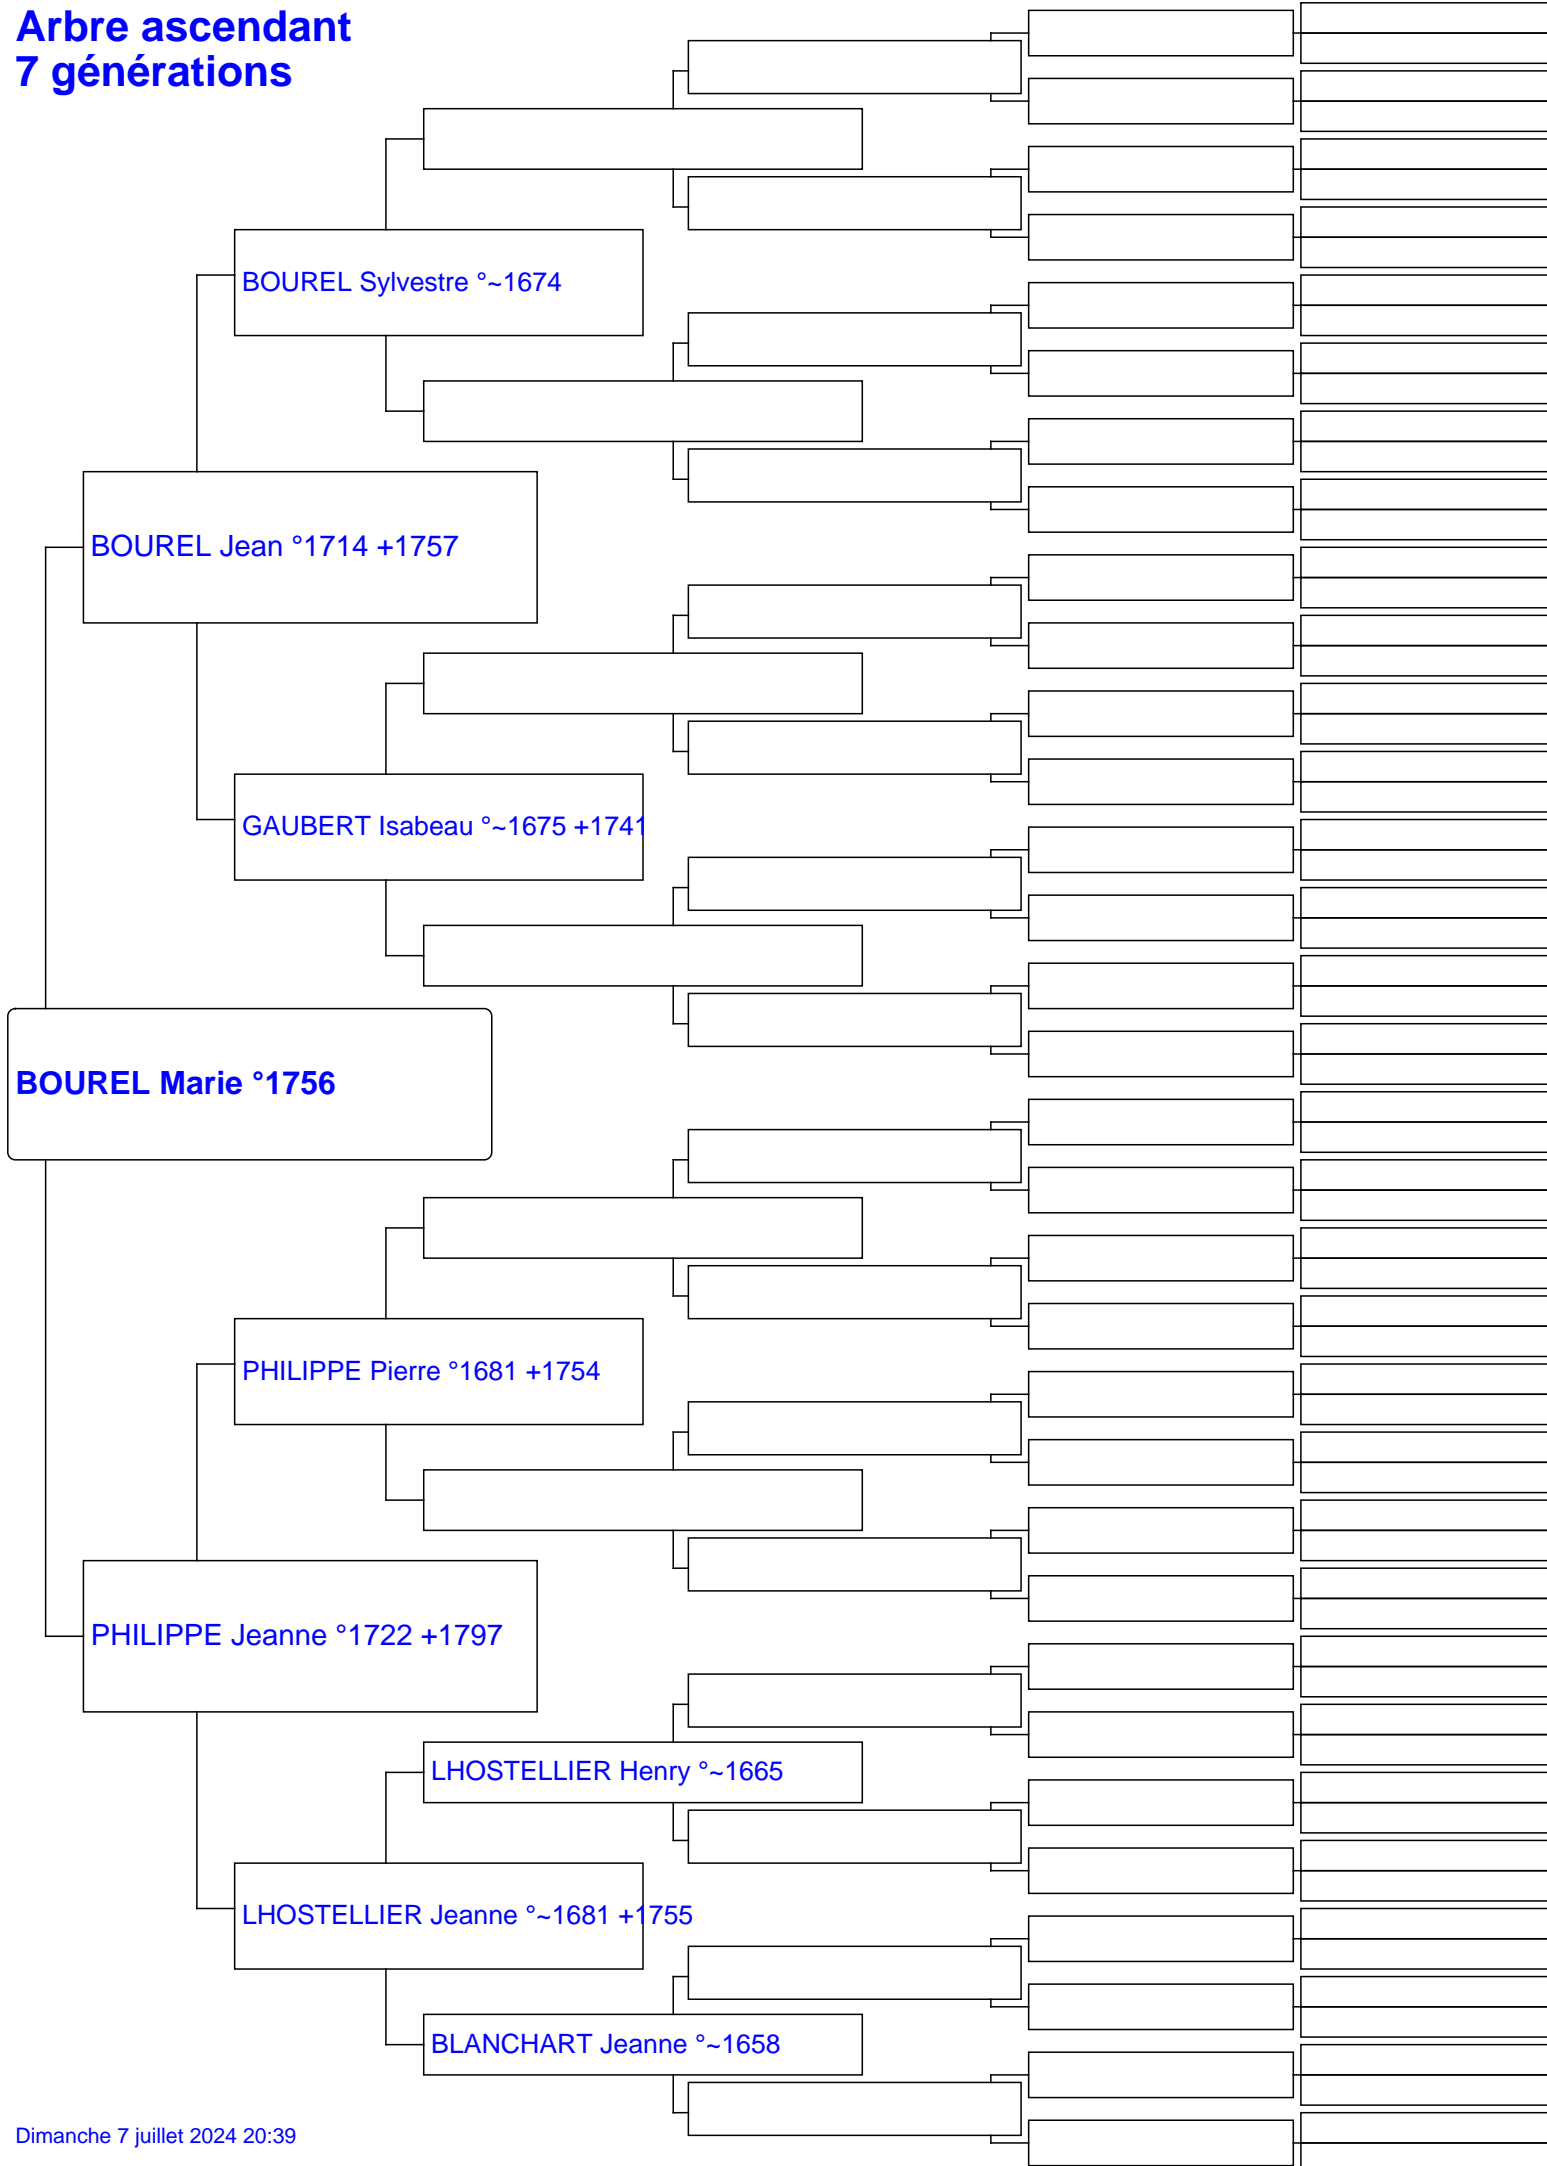 Arbre ascendant
7 générations
BOUREL Sylvestre °~1674
BOUREL Jean °1714 +1757
GAUBERT Isabeau °~1675 +1741
BOUREL Marie °1756
PHILIPPE Pierre °1681 +1754
PHILIPPE Jeanne °1722 +1797
LHOSTELLIER Henry °~1665
LHOSTELLIER Jeanne °~1681 +1755
BLANCHART Jeanne °~1658
Dimanche 7 juillet 2024 20:39